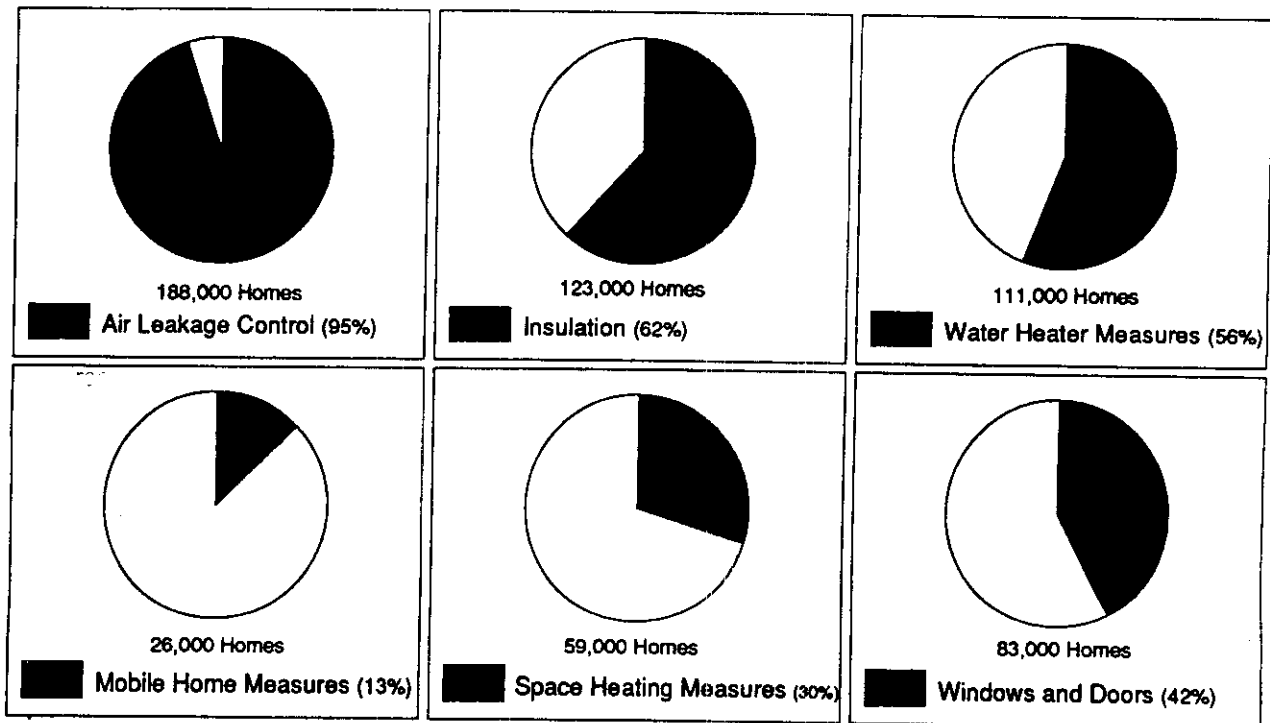 188,000 Homes
Air Leakage Control (95%)
123,000 Homes
Insulation (62%)
111,000 Homes
Water Heater Measures (56%)
26,000 Homes
Mobile Home Measures (13%)
59,000 Homes
Space Heating Measures (30%)
83,000 Homes
Windows and Doors (42%)